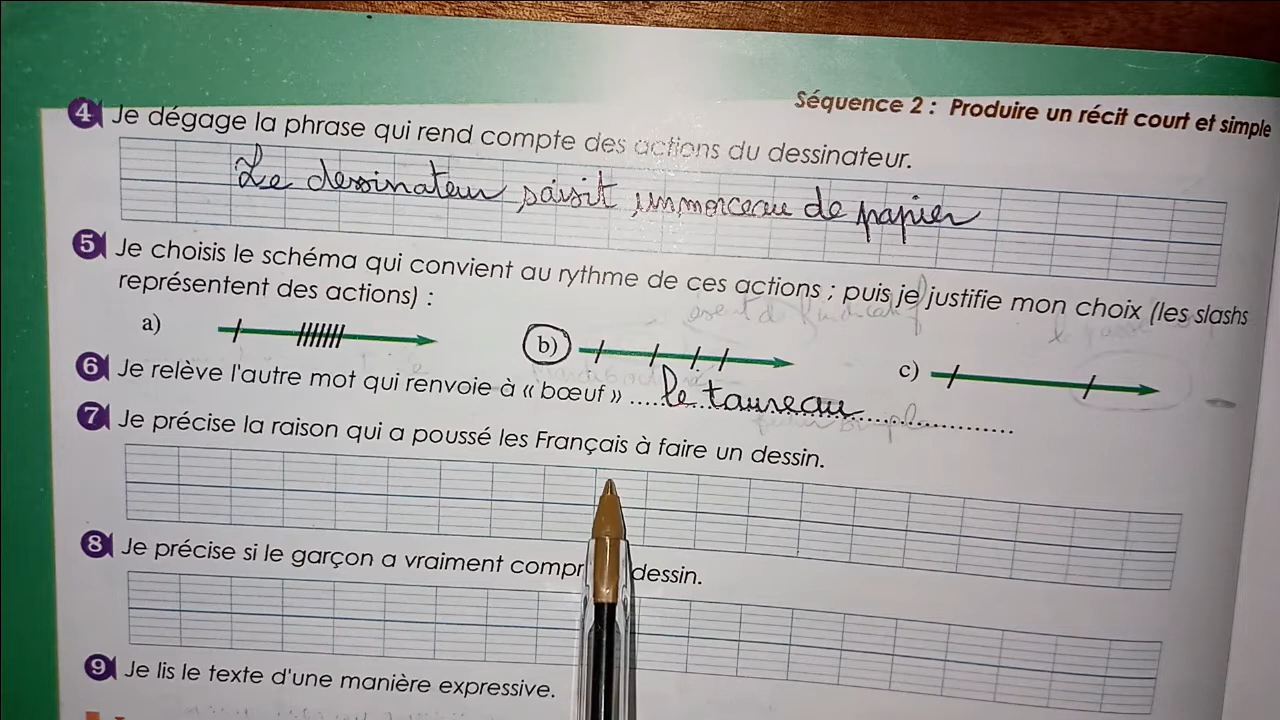 Séquence 2 : Produire un récit court et simple
4 Je dégage la phrase qui rend compte des actions du dessinateur.
Le dessinateur saisit un morceau de papier
5 Je choisis le schéma qui convient au rythme de ces actions ; puis je justifie mon choix (les slashs
représentent des actions) :
a) b) c)
6 Je relève l'autre mot qui renvoie à « bœuf » .... le taureau ....................
7 Je précise la raison qui a poussé les Français à faire un dessin.
8 Je précise si le garçon a vraiment compr dessin.
9 Je lis le texte d'une manière expressive.